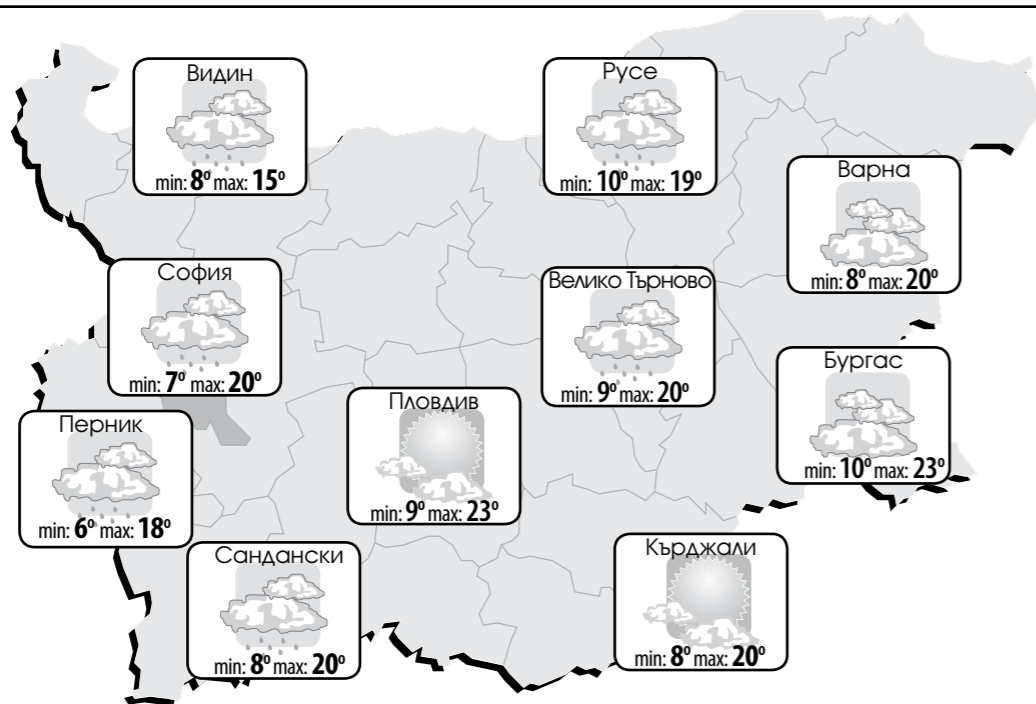 Видин
min: 8° max: 15°
Русе
min: 10° max: 19°
Варна
min: 8° max: 20°
София
min: 7° max: 20°
Велико Търново
min: 9° max: 20°
Бургас
min: 10° max: 23°
Пловдив
min: 9° max: 23°
Перник
min: 6° max: 18°
Сандански
min: 8° max: 20°
Кърджали
min: 8° max: 20°